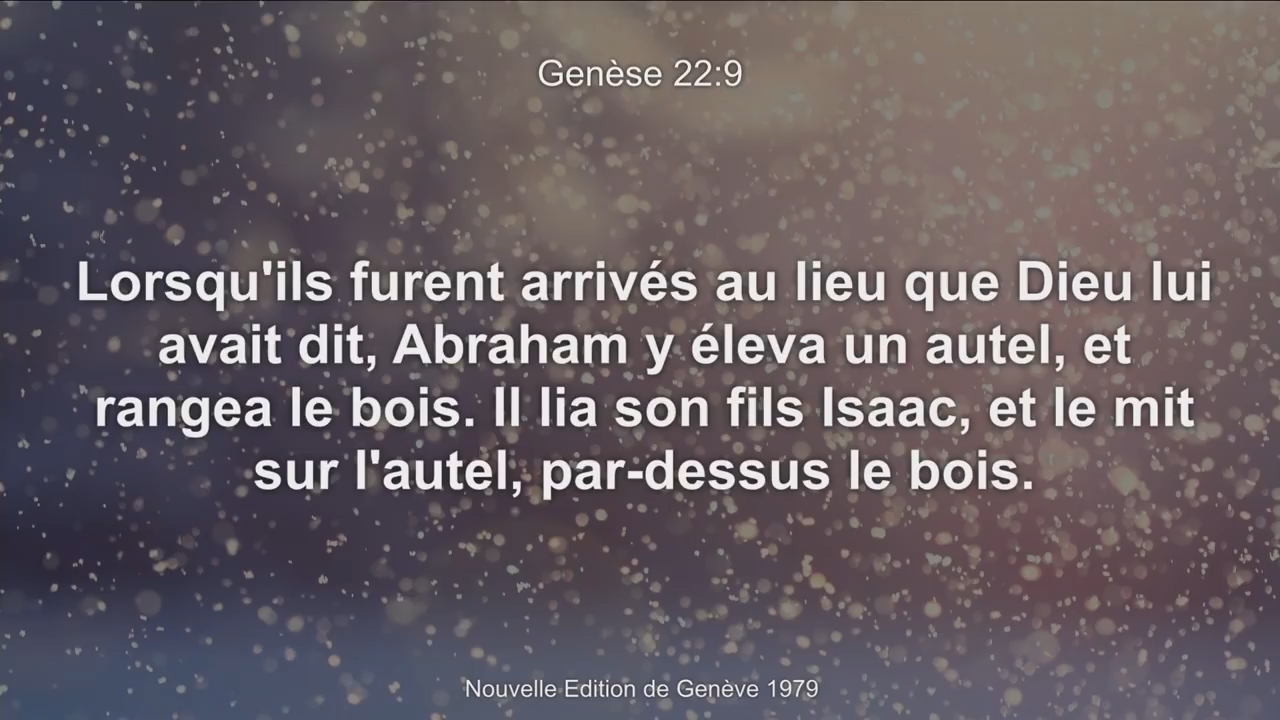 Genèse 22:9
Lorsqu'ils furent arrivés au lieu que Dieu lui
avait dit, Abraham y éleva un autel, et
rangea le bois. Il lia son fils Isaac, et le mit
sur l'autel, par-dessus le bois.
Nouvelle Edition de Genève 1979